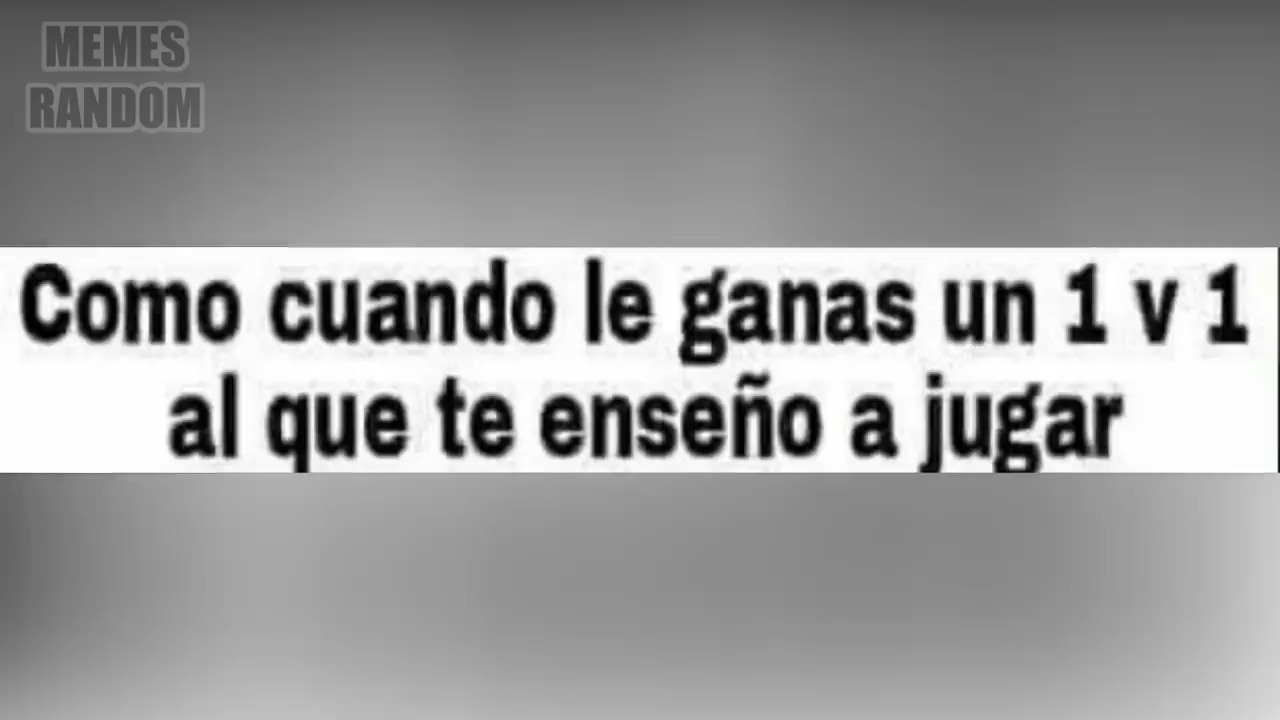 MEMES
RANDOM
Como cuando le ganas un 1 v 1
al que te enseño a jugar